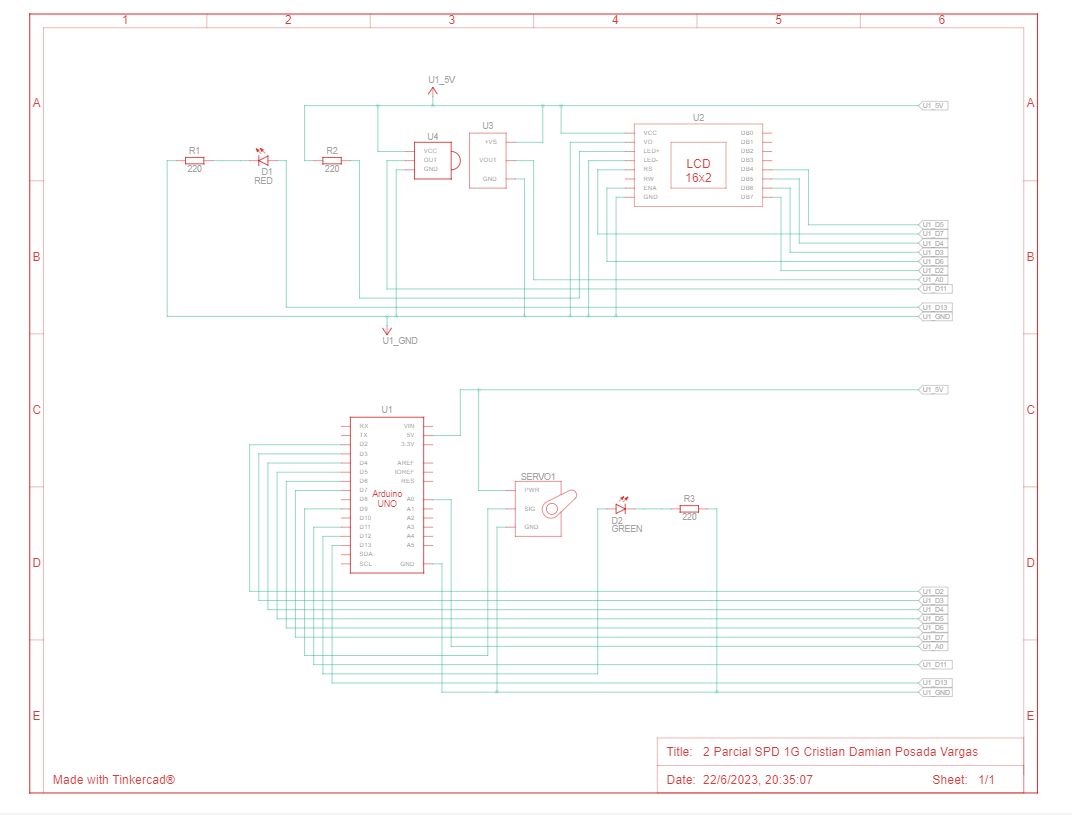 1 2 3 4 5 6
A A
U1_5V
U1_5V
U4
VCC
OUT
GND
U3
+VS
VOUT
GND
U2
VCC
VO
LED+
LED-
RS
RW
ENA
GND
LCD
16x2
DB0
DB1
DB2
DB3
DB4
DB5
DB6
DB7
R1
220
D1
RED
R2
220
B B
U1_D5
U1_D7
U1_D4
U1_D3
U1_D6
U1_D2
U1_A0
U1_D11
U1_D13
U1_GND
U1_GND
C C
U1_5V
U1
RX
TX
D2
D3
D4
D5
D6
D7
D8
D9
D10
D11
D12
D13
SDA
SCL
Arduino
UNO
VIN
5V
3.3V
AREF
IOREF
RES
A0
A1
A2
A3
A4
A5
GND
SERVO1
PWR
SIG
GND
D2
GREEN
R3
220
D D
U1_D2
U1_D3
U1_D4
U1_D5
U1_D6
U1_D7
U1_A0
U1_D11
U1_D13
U1_GND
E E
Title: 2 Parcial SPD 1G Cristian Damian Posada Vargas
Made with Tinkercad®
Date: 22/6/2023, 20:35:07 Sheet: 1/1